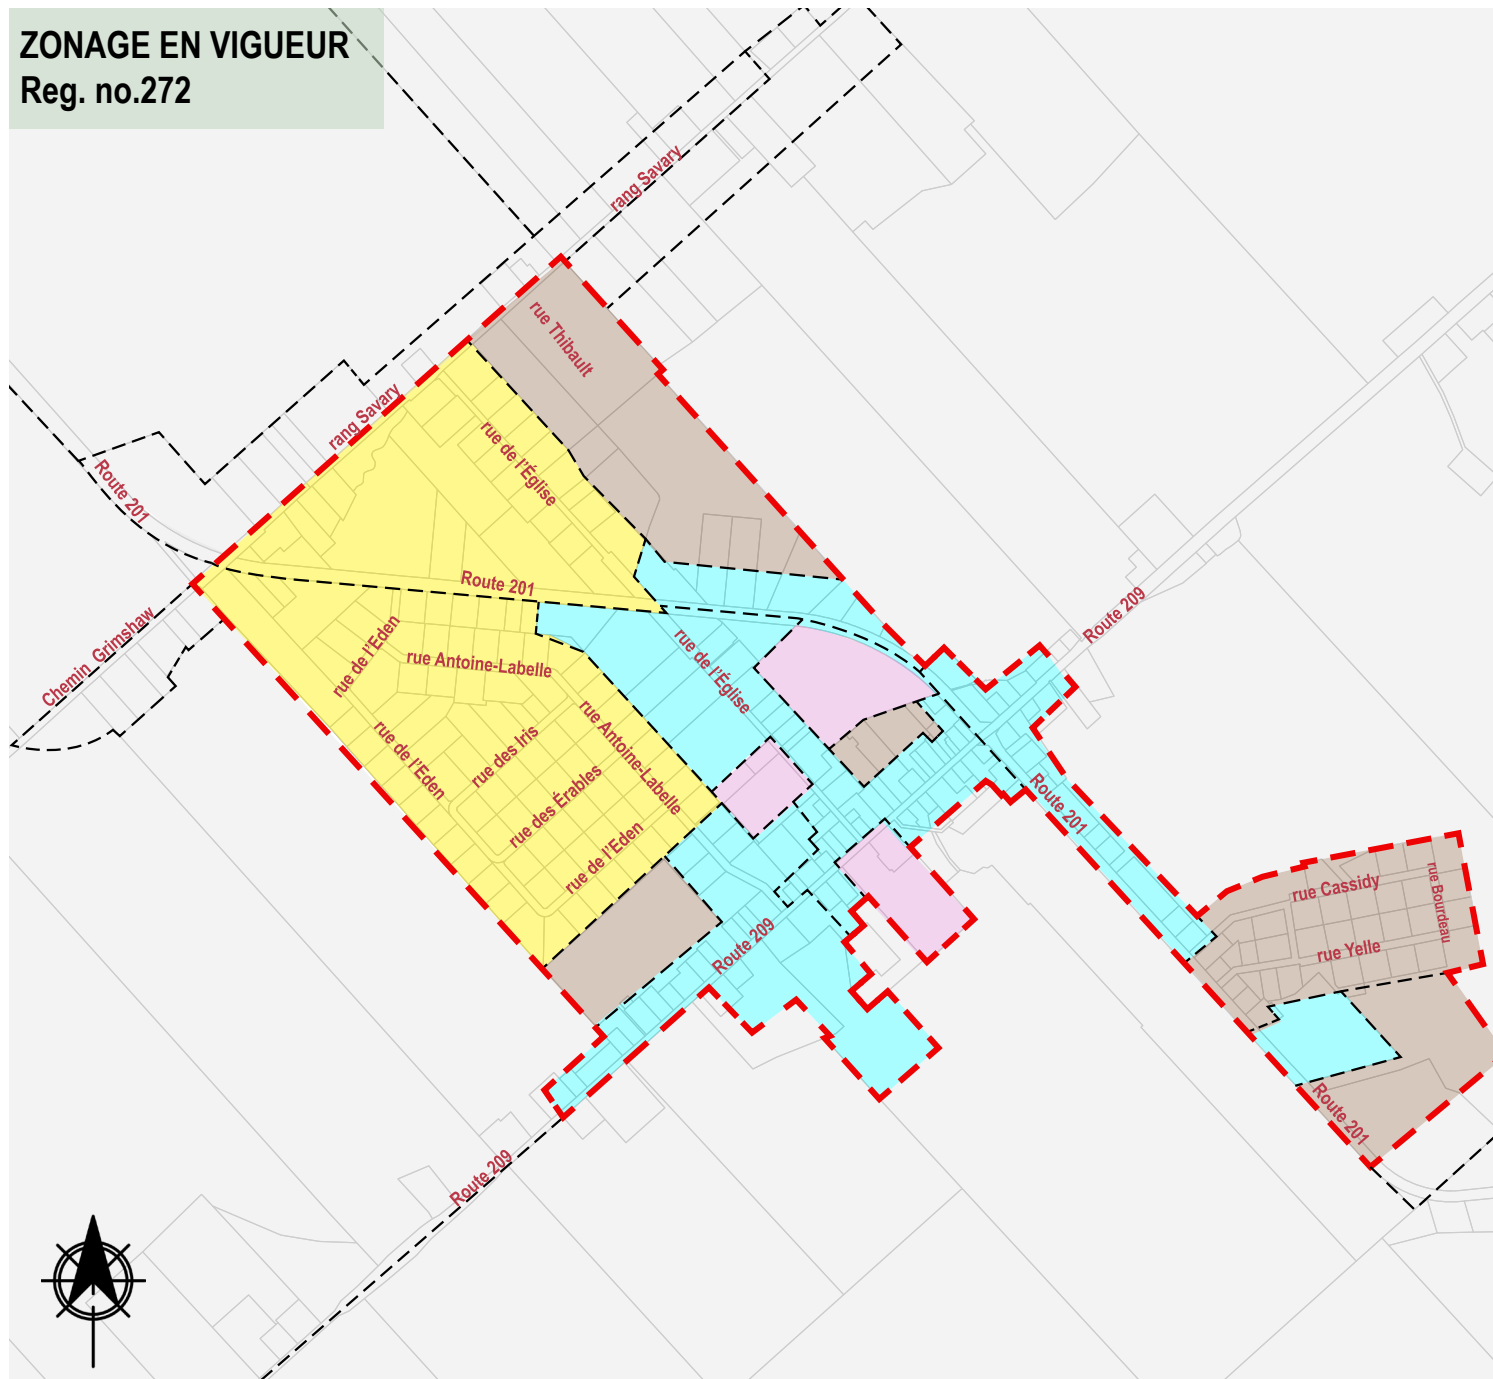 ZONAGE EN VIGUEUR
Reg. no.272
rang Savary
rue Thibault
rang Savary
rue de l'Église
Route 201
Route 201
Route 209
Chemin Grimshaw
rue de l'Eden
rue Antoine-Labelle
rue de l'Église
rue de l'Eden
rue des Iris
rue Antoine-Labelle
rue des Érables
Route 201
rue de l'Eden
rue Cassidy
rue Bourdeau
rue Yelle
Route 209
Route 201
Route 209